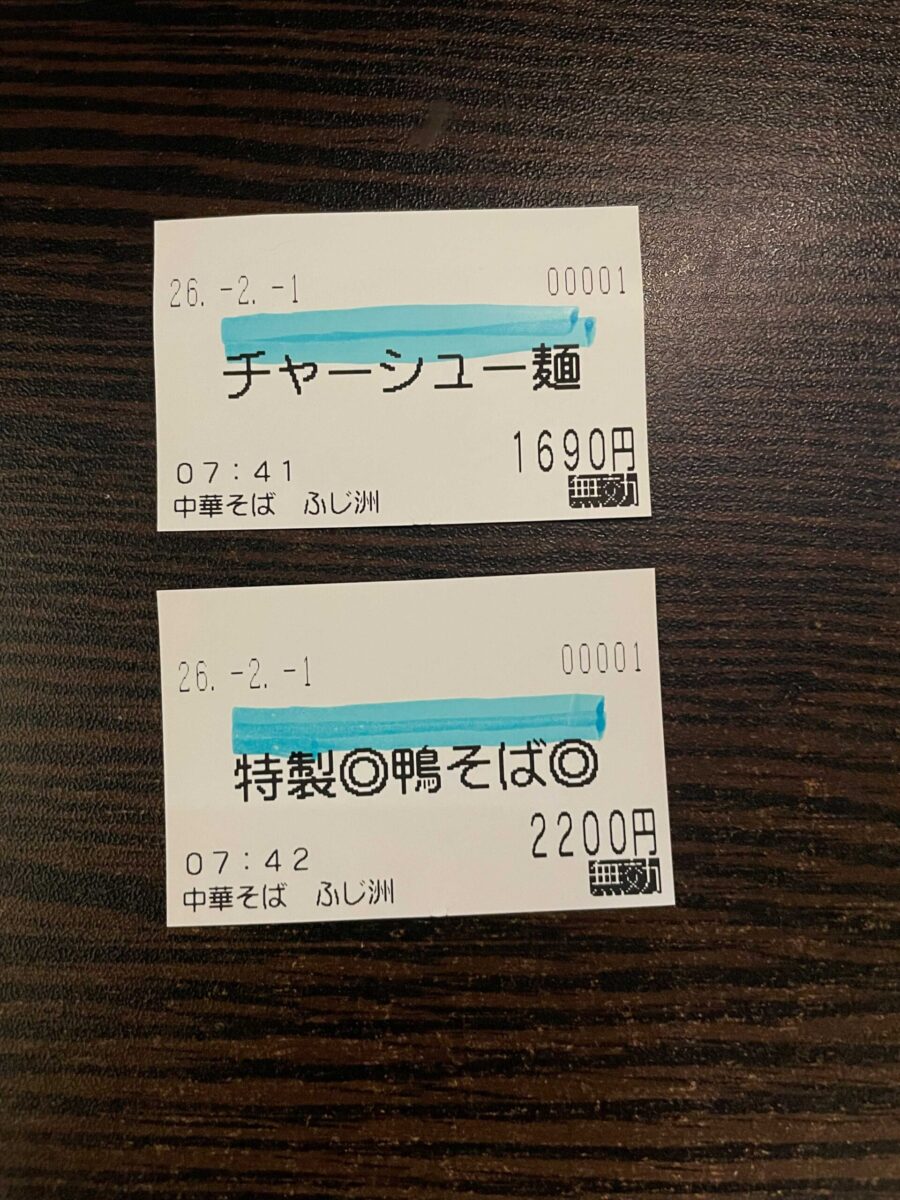 26.-2.-1 00001
チャーシュー麺
1690円
07:41 無効
中華そば ふじ洲
26.-2.-1 00001
特製◎鴨そば◎
2200円
07:42 無効
中華そば ふじ洲